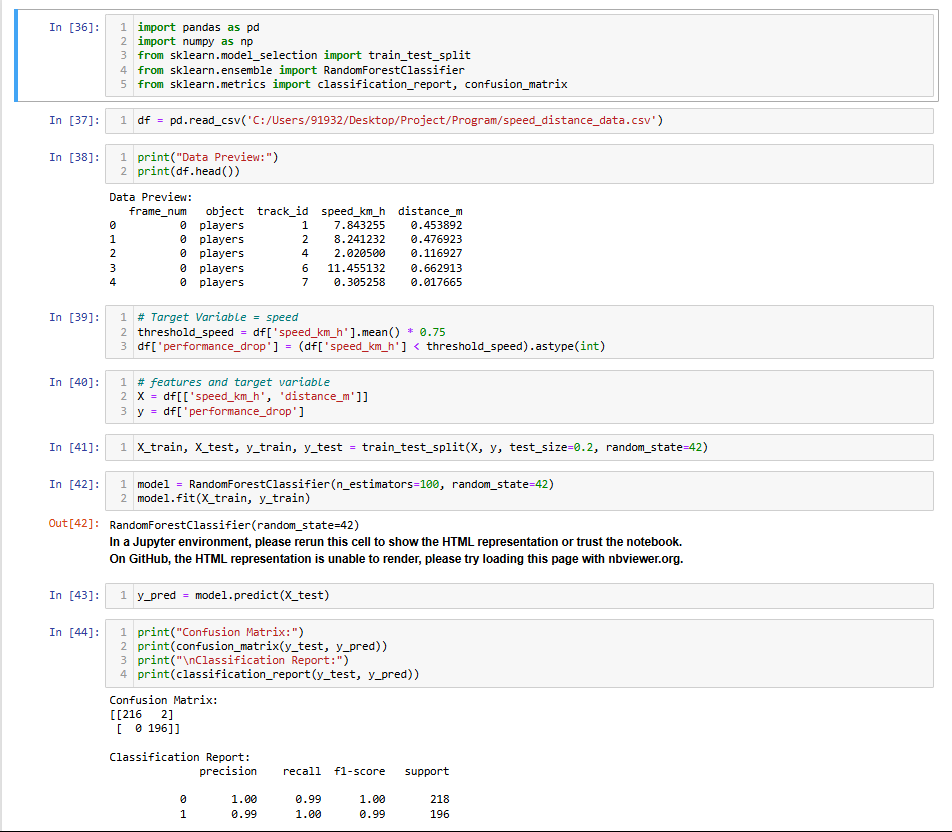 In [36]:
1 import pandas as pd
2 import numpy as np
3 from sklearn.model_selection import train_test_split
4 from sklearn.ensemble import RandomForestClassifier
5 from sklearn.metrics import classification_report, confusion_matrix
In [37]:
1 df = pd.read_csv('C:/Users/91932/Desktop/Project/Program/speed_distance_data.csv')
In [38]:
1 print("Data Preview:")
2 print(df.head())
Data Preview:
frame_num object track_id speed_km_h distance_m
0 0 players 1 7.843255 0.453892
1 0 players 2 8.241232 0.476923
2 0 players 4 2.020500 0.116927
3 0 players 6 11.455132 0.662913
4 0 players 7 0.305258 0.017665
In [39]:
1 # Target Variable = speed
2 threshold_speed = df['speed_km_h'].mean() * 0.75
3 df['performance_drop'] = (df['speed_km_h'] < threshold_speed).astype(int)
In [40]:
1 # features and target variable
2 X = df[['speed_km_h', 'distance_m']]
3 y = df['performance_drop']
In [41]:
1 X_train, X_test, y_train, y_test = train_test_split(X, y, test_size=0.2, random_state=42)
In [42]:
1 model = RandomForestClassifier(n_estimators=100, random_state=42)
2 model.fit(X_train, y_train)
Out[42]: RandomForestClassifier(random_state=42)
In a Jupyter environment, please rerun this cell to show the HTML representation or trust the notebook.
On GitHub, the HTML representation is unable to render, please try loading this page with nbviewer.org.
In [43]:
1 y_pred = model.predict(X_test)
In [44]:
1 print("Confusion Matrix:")
2 print(confusion_matrix(y_test, y_pred))
3 print("\nClassification Report:")
4 print(classification_report(y_test, y_pred))
Confusion Matrix:
[[216 2]
[ 0 196]]
Classification Report:
precision recall f1-score support
0 1.00 0.99 1.00 218
1 0.99 1.00 0.99 196